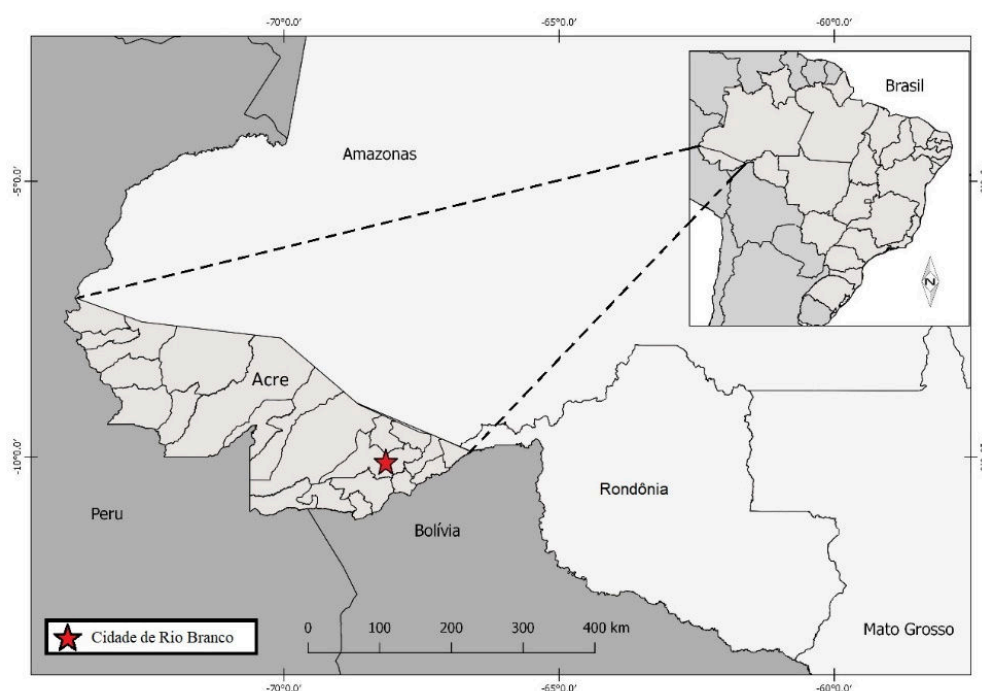 -70°0.0'
-65°0.0'
-60°0.0'
Brasil
Amazonas
-5°0.0'
N
Acre
-10°0.0'
Rondônia
Peru
Bolívia
Cidade de Rio Branco
0 100 200 300 400 km
Mato Grosso
-70°0.0'
-65°0.0'
-60°0.0'